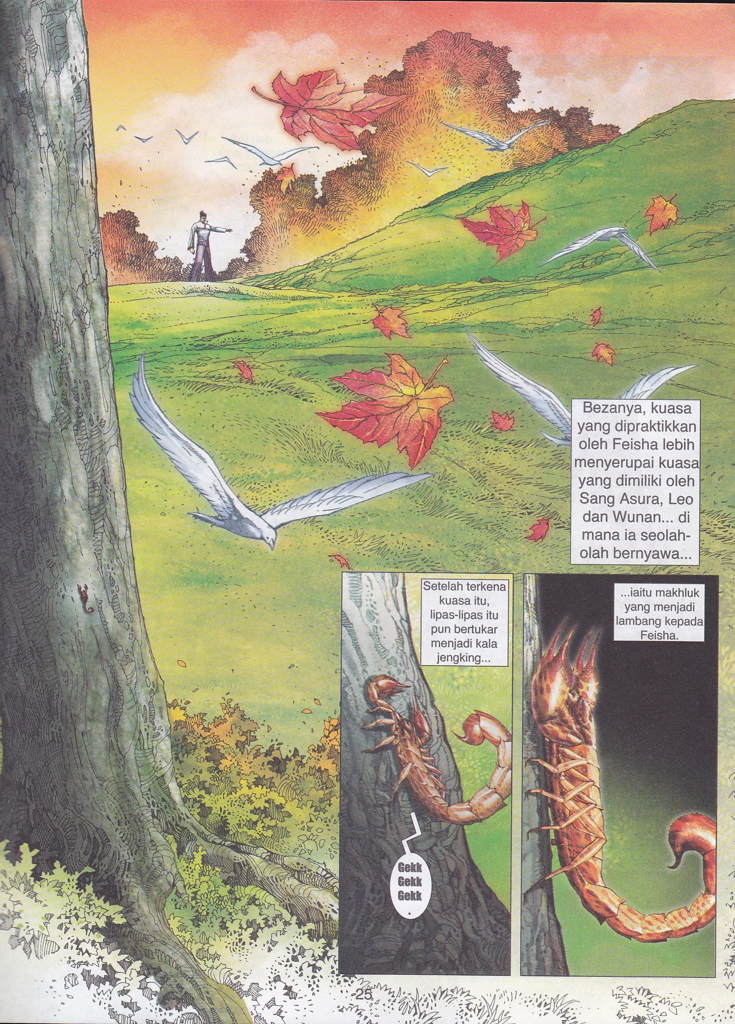 Bezanya, kuasa
yang dipraktikkan
oleh Feisha lebih
menyerupai kuasa
yang dimiliki oleh
Sang Asura, Leo
dan Wunan... di
mana ia seolah-
olah bernyawa...
Setelah terkena
kuasa itu,
lipas-lipas itu
pun bertukar
menjadi kala
jengking...
...iaitu makhluk
yang menjadi
lambang kepada
Feisha.
Gekk
Gekk
Gekk
.
25